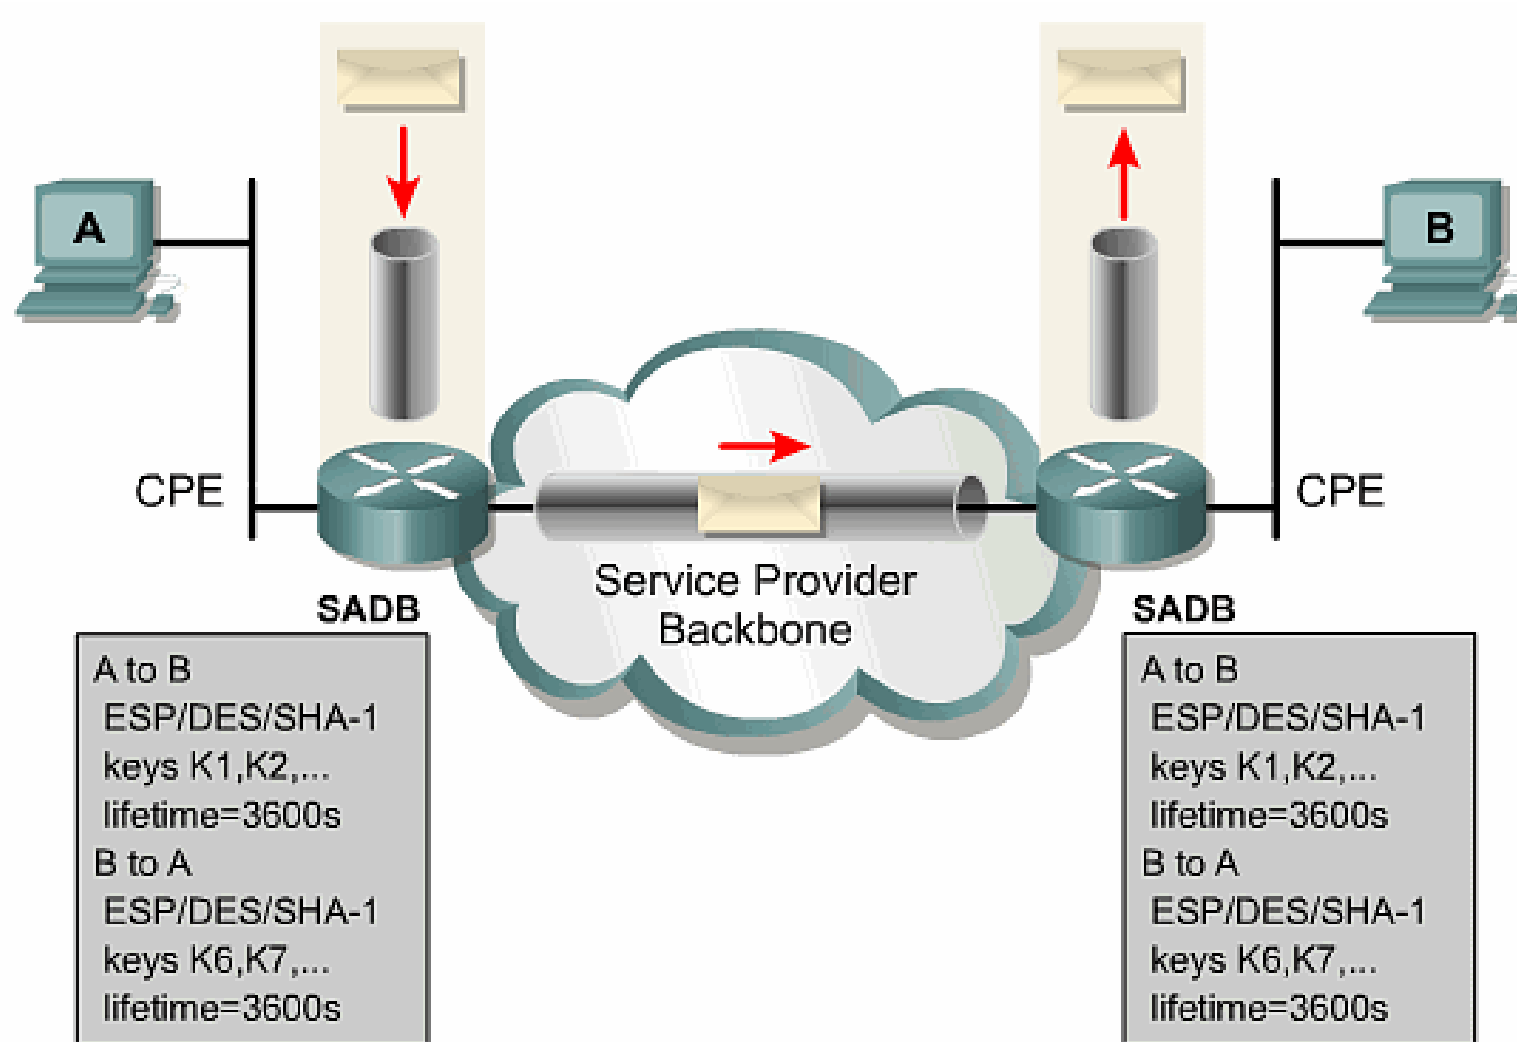 A
B
CPE
CPE
Service Provider
Backbone
SADB
A to B
ESP/DES/SHA-1
keys K1,K2,...
lifetime=3600s
B to A
ESP/DES/SHA-1
keys K6,K7,...
lifetime=3600s
SADB
A to B
ESP/DES/SHA-1
keys K1,K2,...
lifetime=3600s
B to A
ESP/DES/SHA-1
keys K6,K7,...
lifetime=3600s